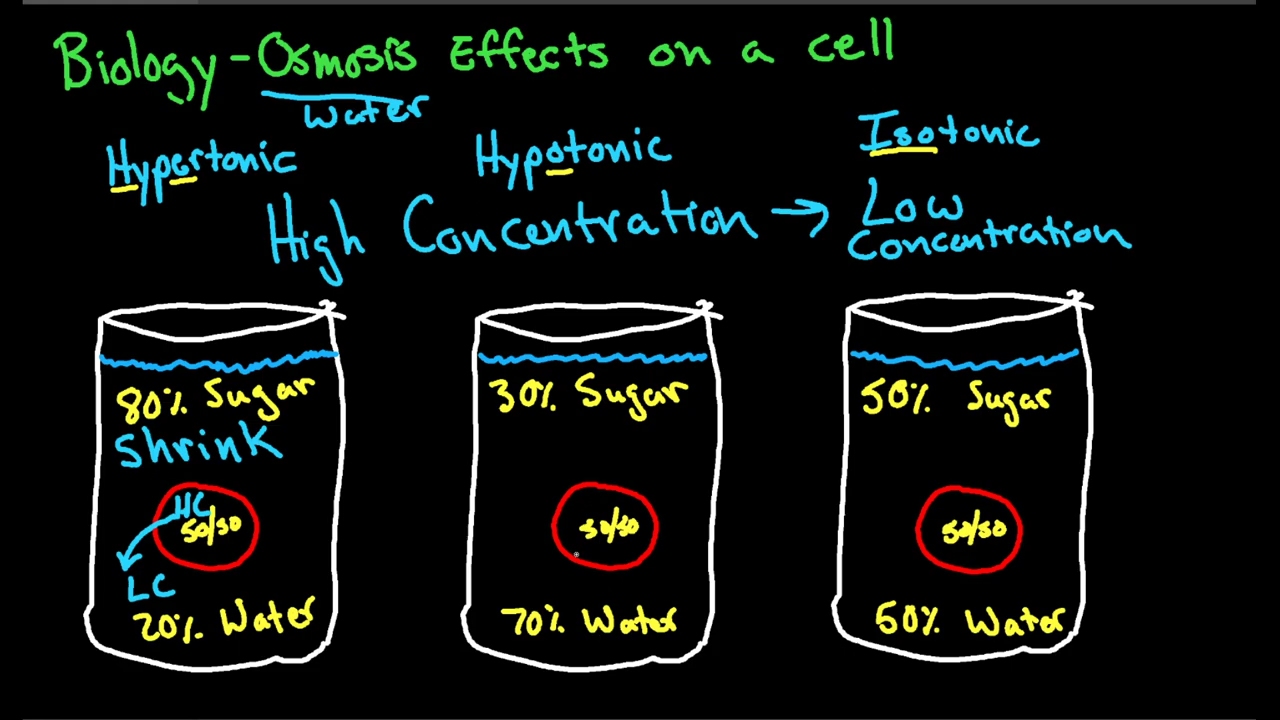 Biology - Osmosis Effects on a cell
Water
Hypertonic
Hypotonic
Isotonic
High Concentration → Low Concentration
80% Sugar
Shrink
HC
50/50
LC
20% Water
30% Sugar
50/50
70% Water
50% Sugar
50/50
50% Water